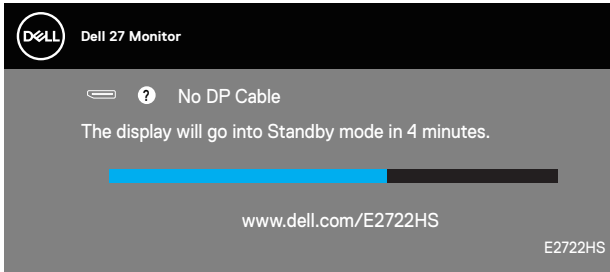 DELL
Dell 27 Monitor
? No DP Cable
The display will go into Standby mode in 4 minutes.
www.dell.com/E2722HS
E2722HS